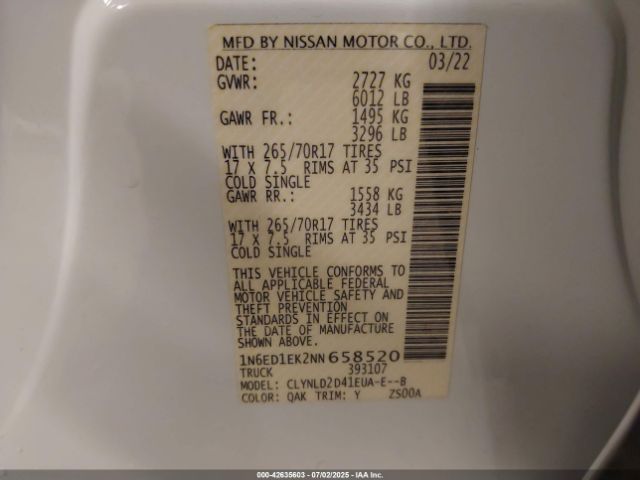 MFD BY NISSAN MOTOR CO., LTD.
DATE: 03/22
GVWR: 2727 KG
6012 LB
GAWR FR.: 1495 KG
3296 LB
WITH 265/70R17 TIRES
17 X 7.5 RIMS AT 35 PSI
COLD SINGLE
GAWR RR.: 1558 KG
3434 LB
WITH 265/70R17 TIRES
17 X 7.5 RIMS AT 35 PSI
COLD SINGLE
THIS VEHICLE CONFORMS TO
ALL APPLICABLE FEDERAL
MOTOR VEHICLE SAFETY AND
THEFT PREVENTION
STANDARDS IN EFFECT ON
THE DATE OF MANUFACTURE
1N6ED1EK2NN658520
TRUCK 393107
MODEL: CLYNLD2D41EUA-E--B
COLOR: QAK TRIM: Y ZS00A
000-42635603 - 07/02/2025 - IAA Inc.